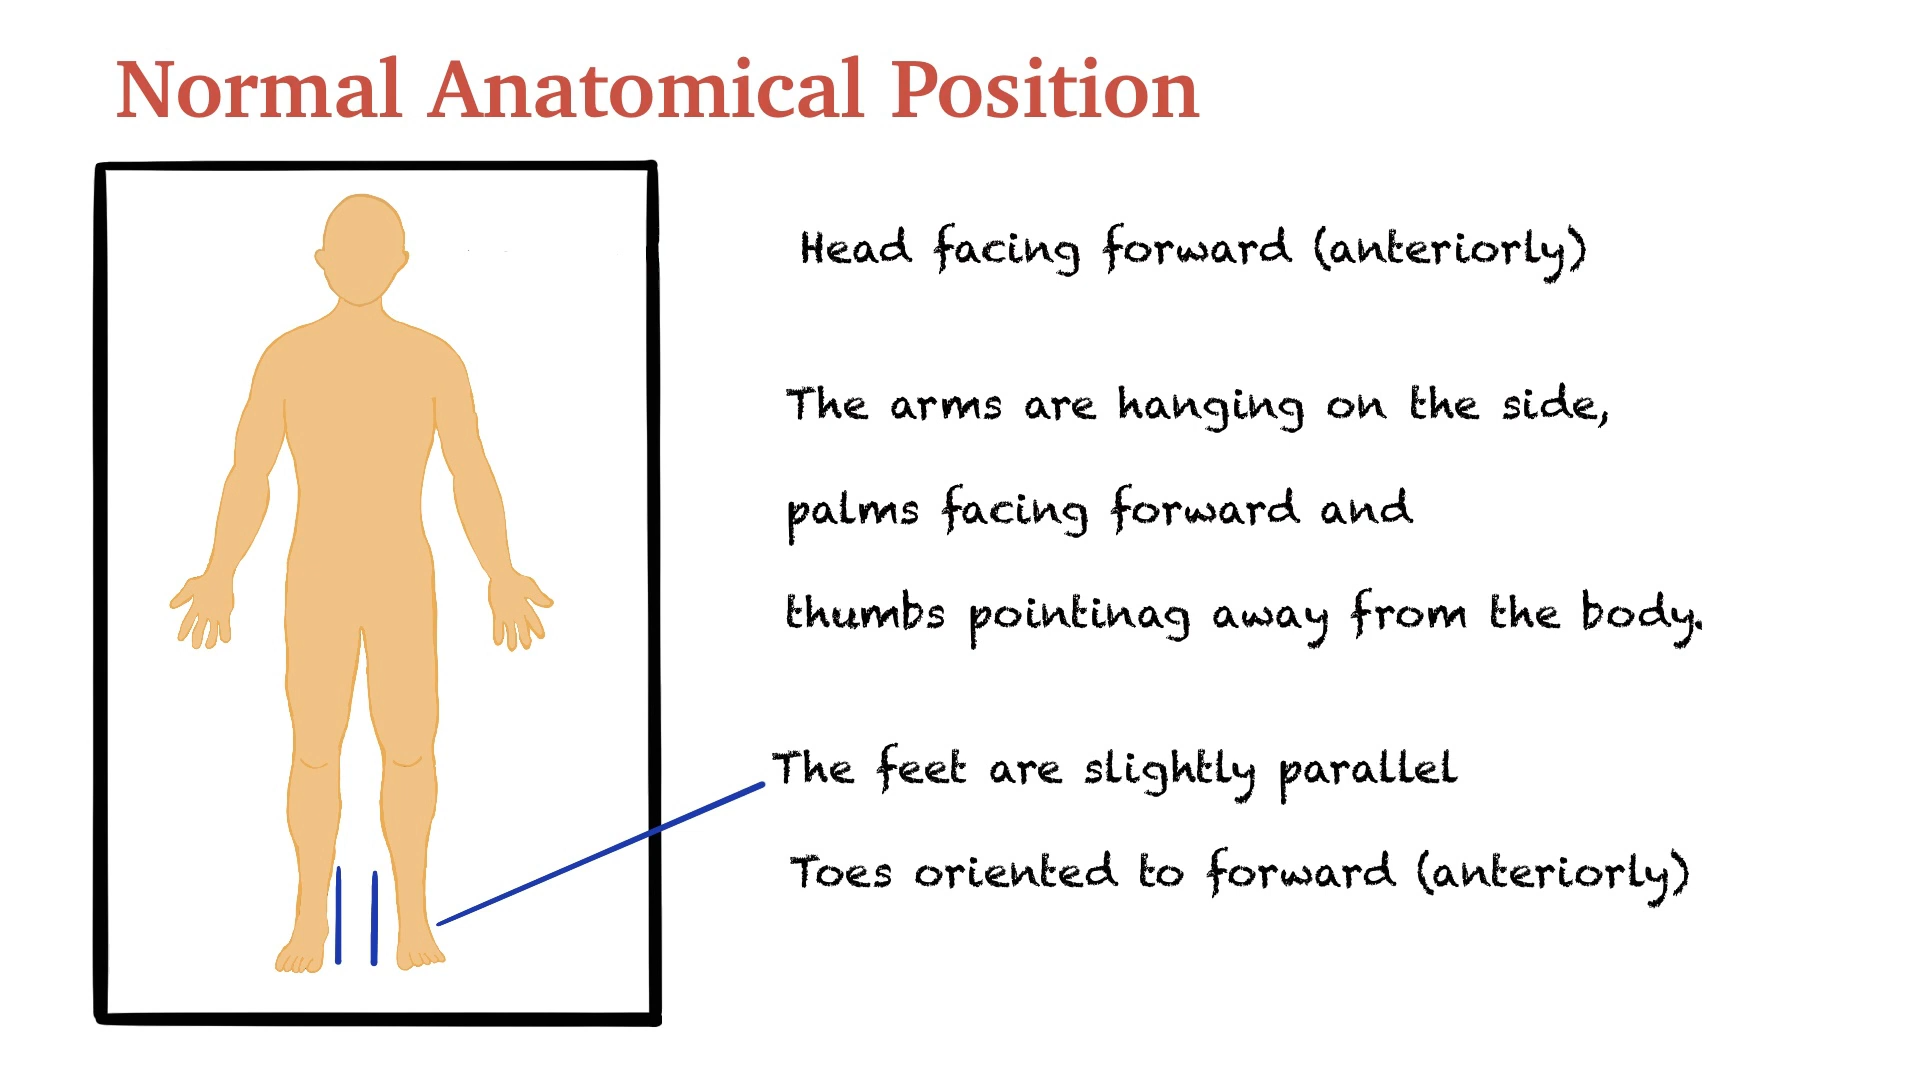 Normal Anatomical Position
Head facing forward (anteriorly)
The arms are hanging on the side,
palms facing forward and
thumbs pointinag away from the body.
The feet are slightly parallel
Toes oriented to forward (anteriorly)